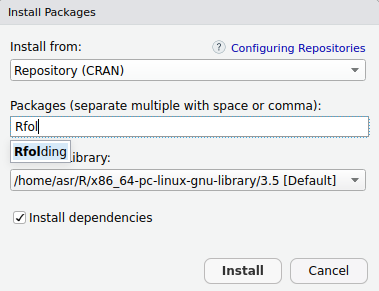 Install Packages
Install from:
? Configuring Repositories
Repository (CRAN)
Packages (separate multiple with space or comma):
Rfol
Rfolding
ibrary:
/home/asr/R/x86_64-pc-linux-gnu-library/3.5 [Default]
Install dependencies
Install
Cancel